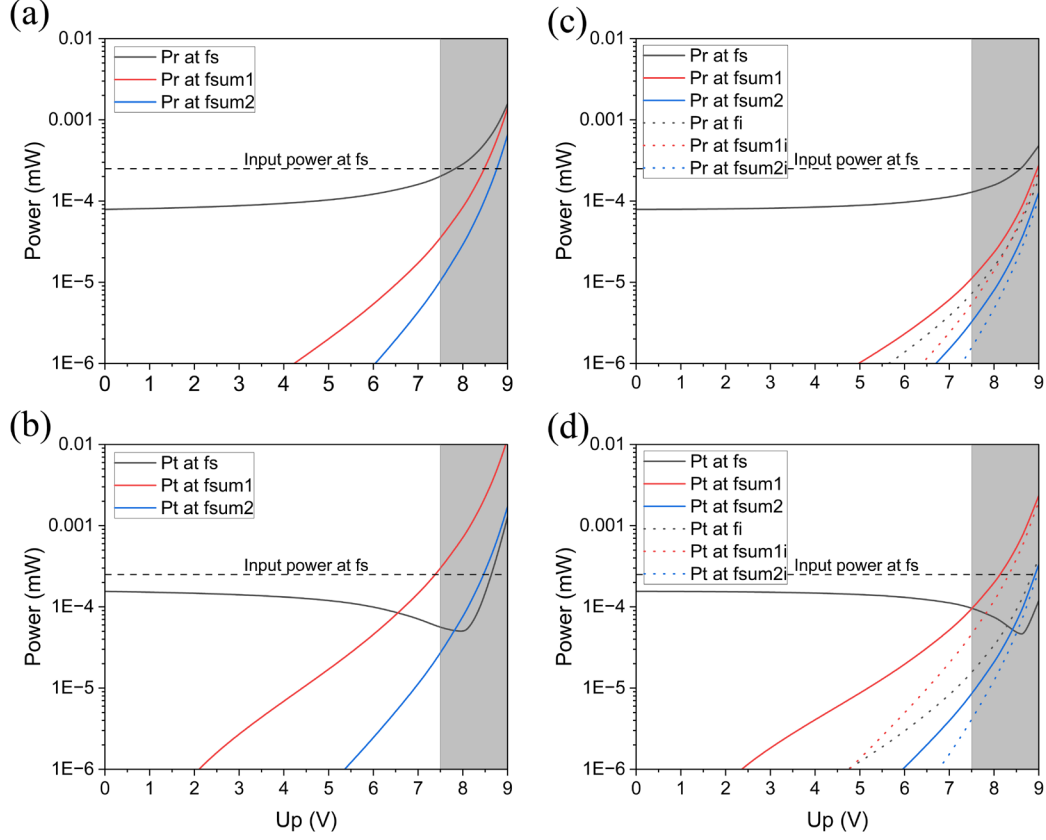 (a)
0.01
0.001
1E−4
1E−5
1E−6
Power (mW)
Pr at fs
Pr at fsum1
Pr at fsum2
Input power at fs
0 1 2 3 4 5 6 7 8 9
(c)
0.01
0.001
1E−4
1E−5
1E−6
Power (mW)
Pr at fs
Pr at fsum1
Pr at fsum2
Pr at fi
Pr at fsum1i
Pr at fsum2i
Input power at fs
0 1 2 3 4 5 6 7 8 9
(b)
0.01
0.001
1E−4
1E−5
1E−6
Power (mW)
Pt at fs
Pt at fsum1
Pt at fsum2
Input power at fs
0 1 2 3 4 5 6 7 8 9
Up (V)
(d)
0.01
0.001
1E−4
1E−5
1E−6
Power (mW)
Pt at fs
Pt at fsum1
Pt at fsum2
Pt at fi
Pt at fsum1i
Pt at fsum2i
Input power at fs
0 1 2 3 4 5 6 7 8 9
Up (V)